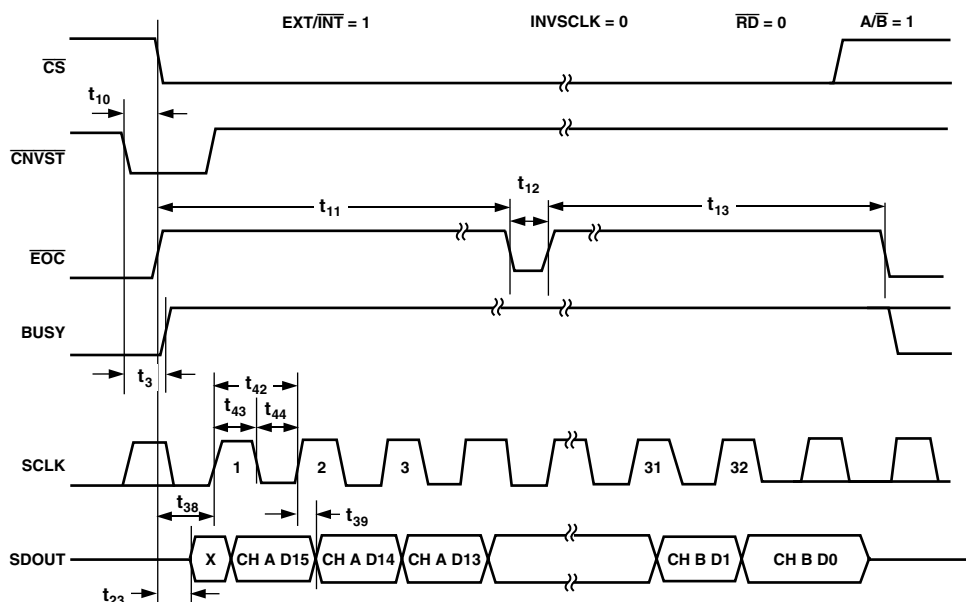 EXT/INT = 1 INVSCLK = 0 RD = 0 A/B = 1
CS
t10
CNVST
t12
t11
t13
EOC
BUSY
t3
t42
t43 t44
SCLK
1 2 3 31 32
t38
t39
SDOUT
X CH A D15 CH A D14 CH A D13 CH B D1 CH B D0
t23